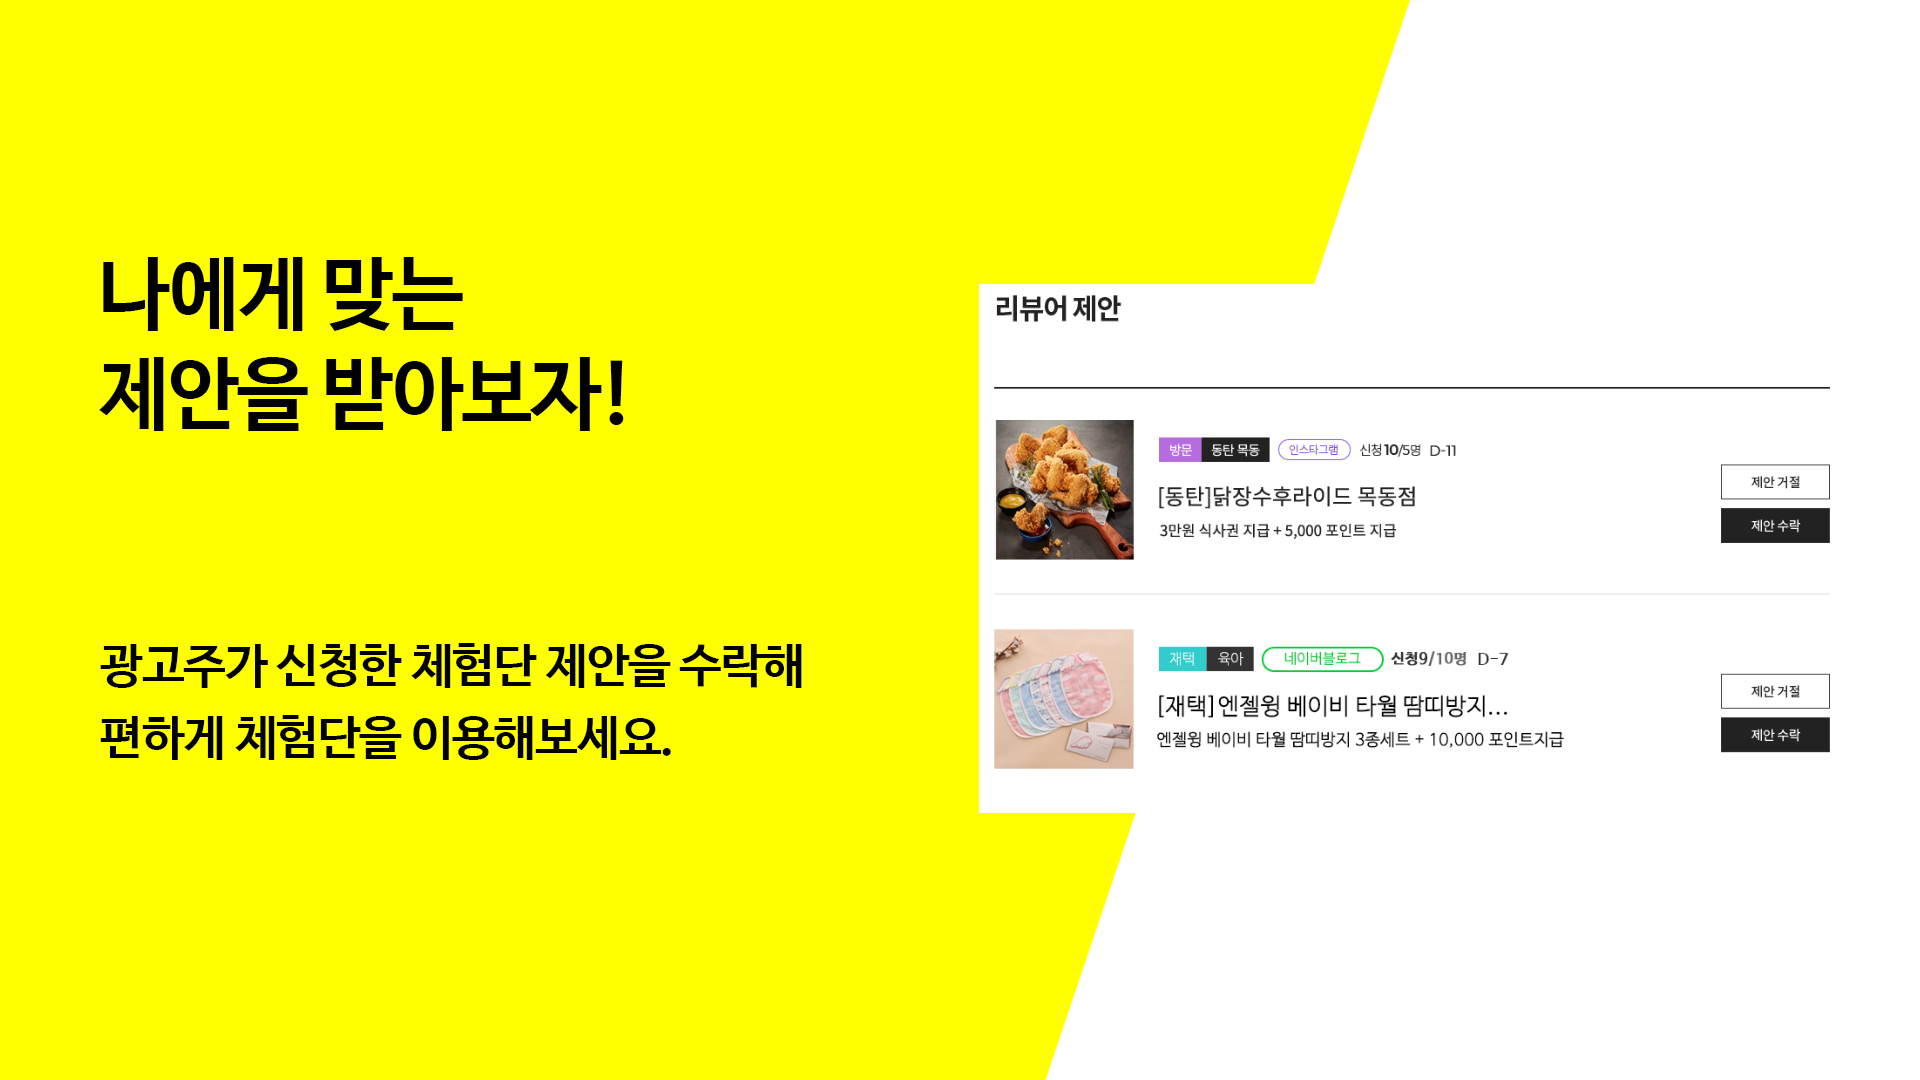 나에게 맞는
제안을 받아보자!
광고주가 신청한 체험단 제안을 수락해
편하게 체험단을 이용해보세요.
리뷰어 제안
방문 동탄 목동 인스타그램 신청10/5명 D-11
[동탄]닭장수후라이드 목동점
3만원 식사권 지급 + 5,000 포인트 지급
제안 거절
제안 수락
재택 육아 네이버블로그 신청9/10명 D-7
[재택]엔젤윙 베이비 타월 땀띠방지...
엔젤윙 베이비 타월 땀띠방지 3종세트 + 10,000 포인트지급
제안 거절
제안 수락